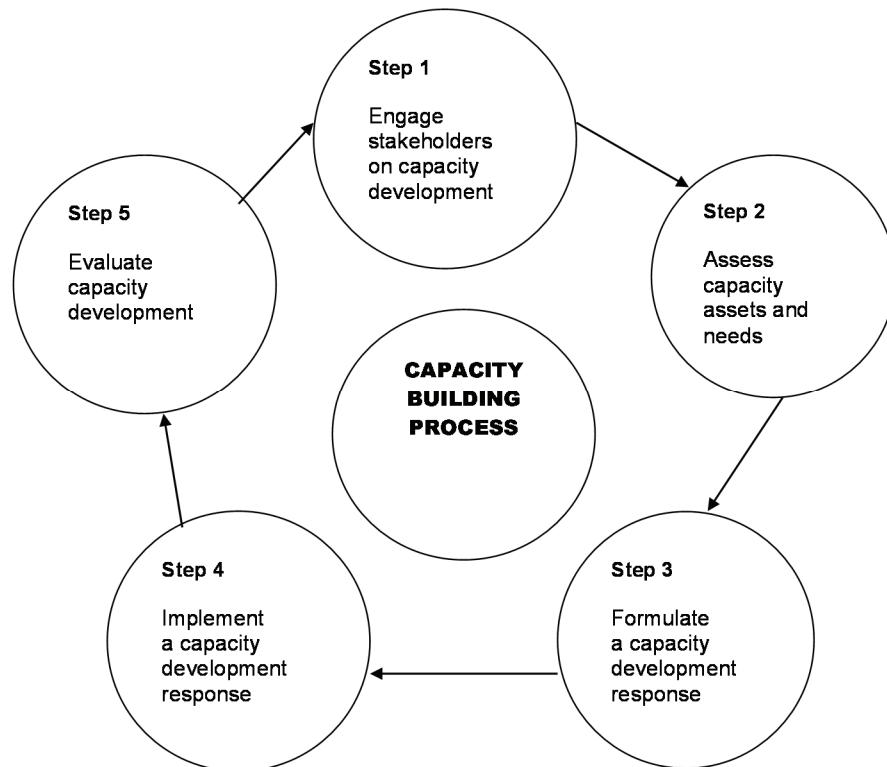 Step 1
Engage
stakeholders
on capacity
development
Step 2
Assess
capacity
assets and
needs
Step 3
Formulate
a capacity
development
response
Step 4
Implement
a capacity
development
response
Step 5
Evaluate
capacity
development
CAPACITY
BUILDING
PROCESS